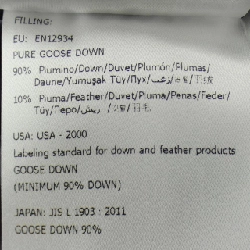 FILLING:
EU: EN12934
PURE GOOSE DOWN
90% Piumino/Down/Duvet/Plumón/Plumas/
Daune/Yumuşak Tüy/Пух/
10% Piuma/Feather/Duvet/Pluma/Penas/Feder/
Tüy/Перо/ریش/
USA: USA - 2000
Labeling standard for down and feather products
GOOSE DOWN
(MINIMUM 90% DOWN)
JAPAN: JIS L 1903 : 2011
GOOSE DOWN 90%